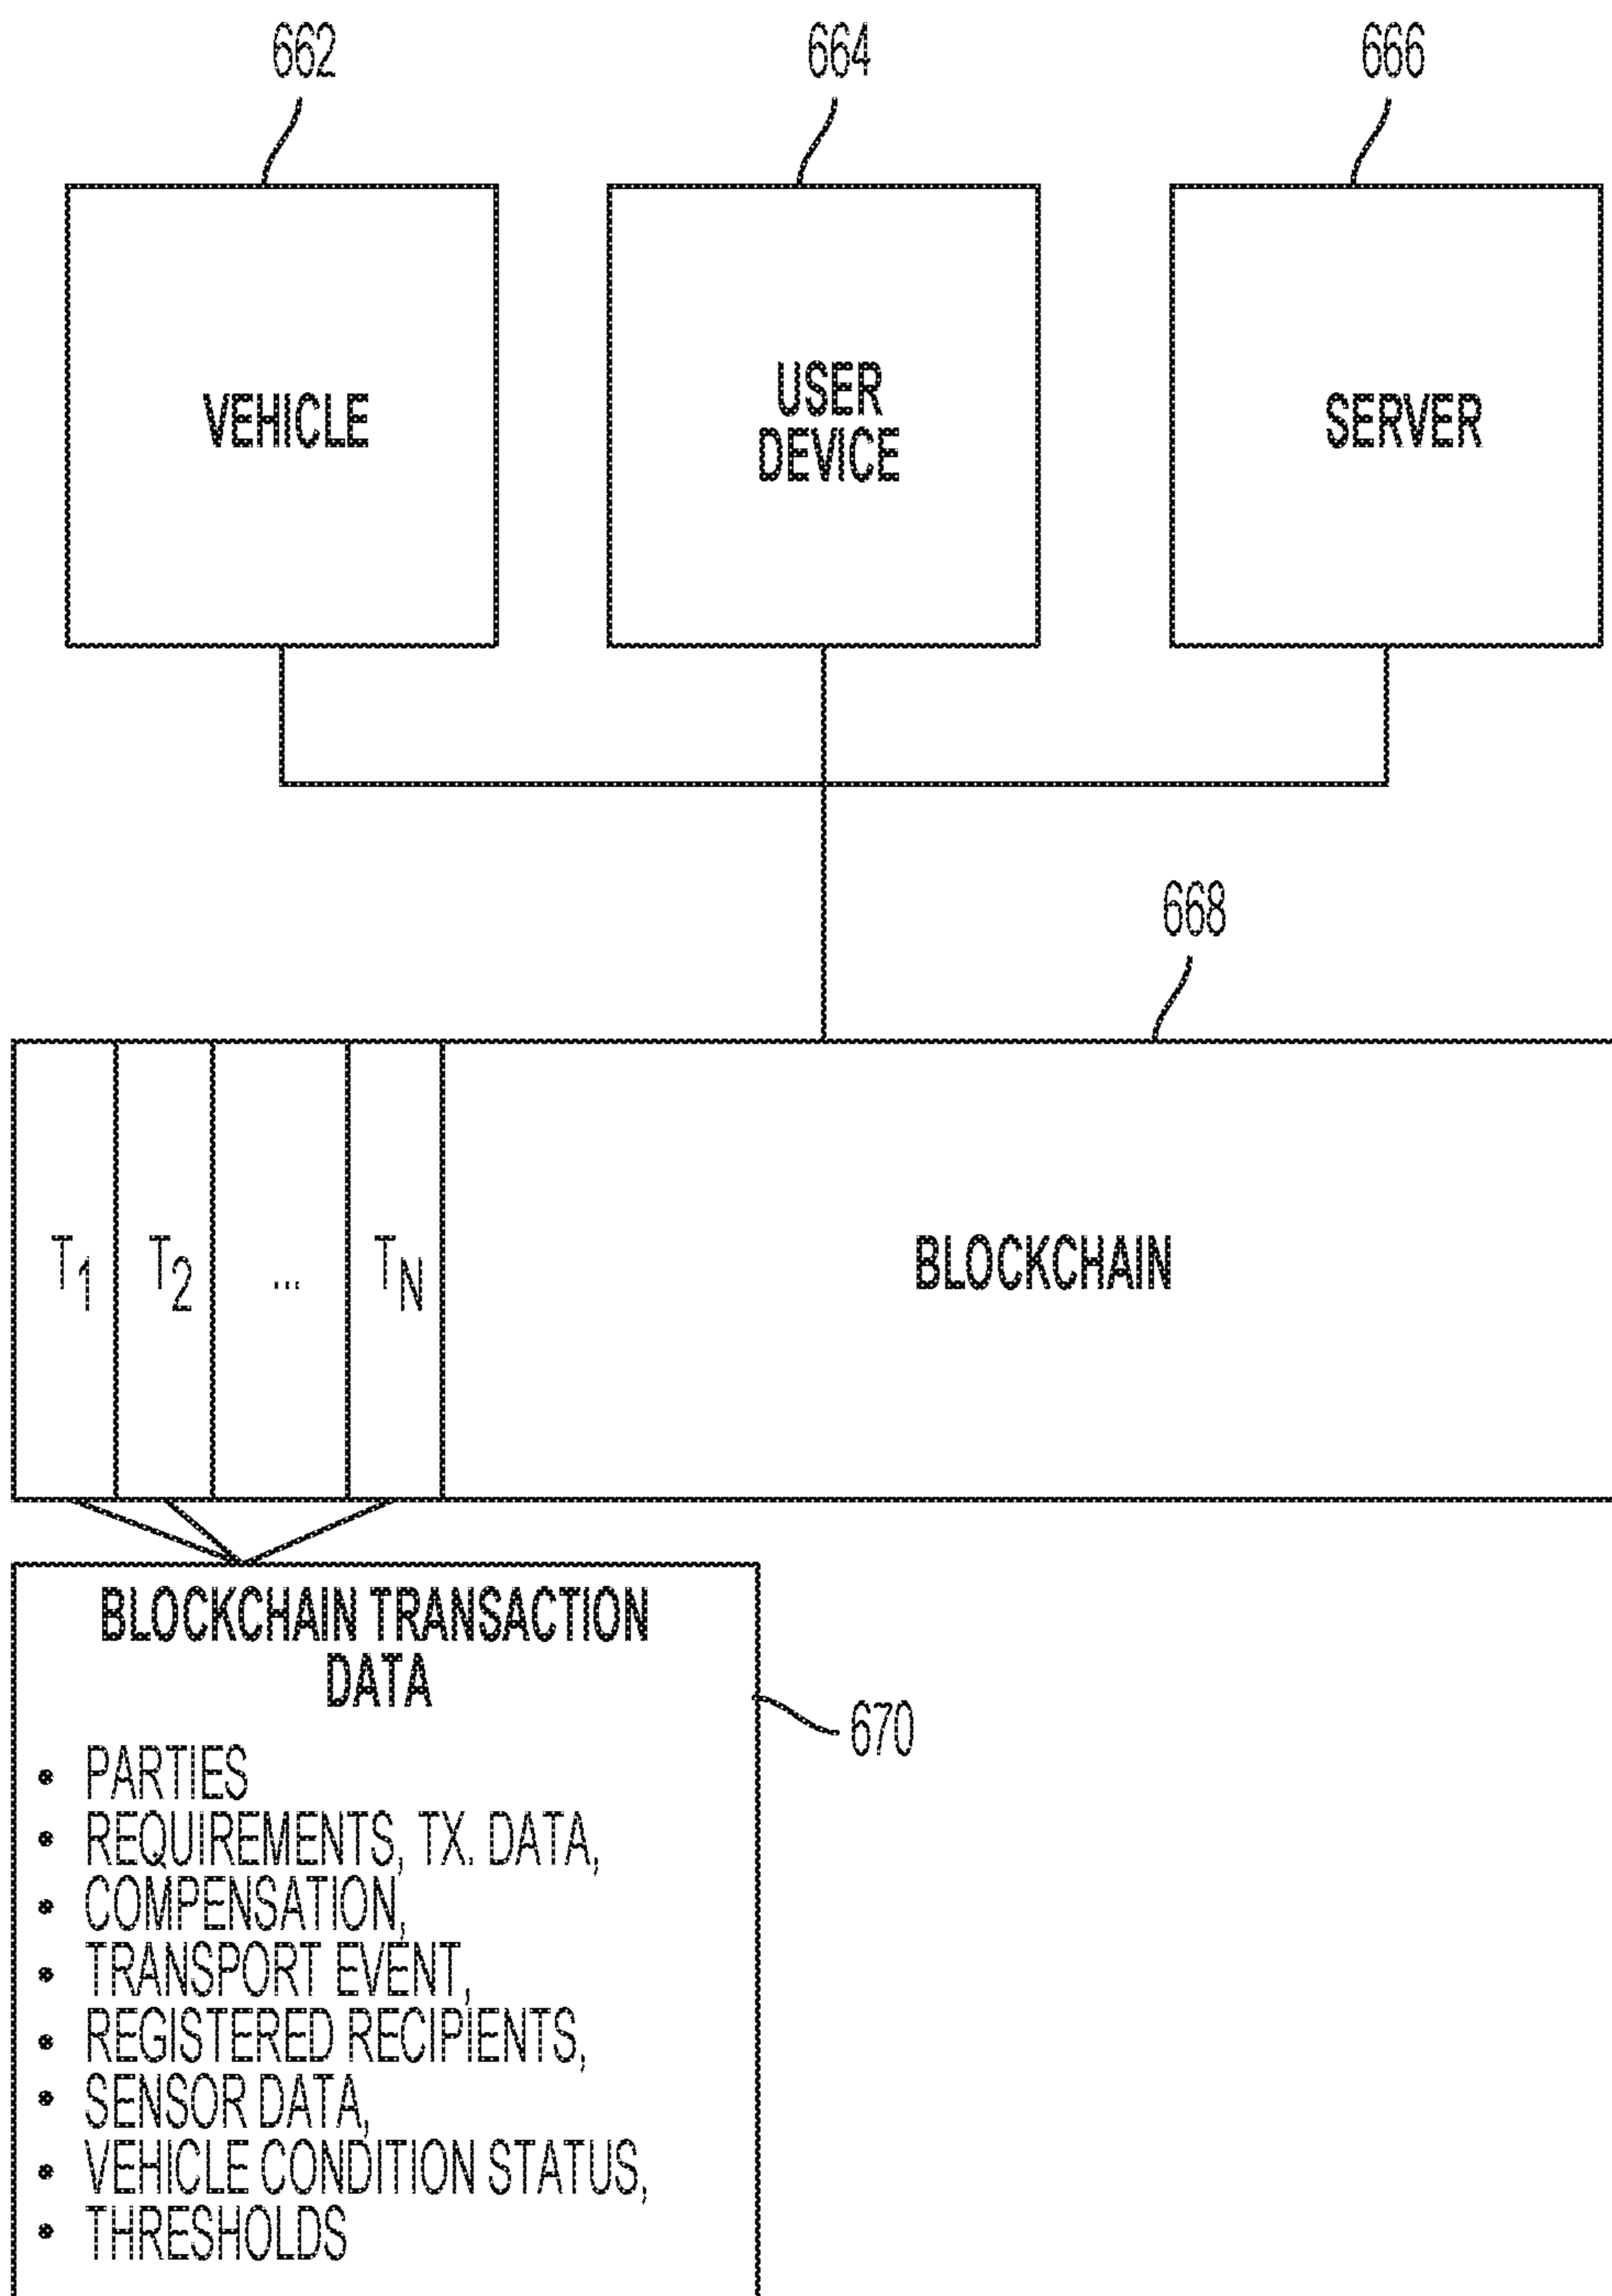 662
664
666
VEHICLE
USER
DEVICE
SERVER
668
T1
T2
...
TN
BLOCKCHAIN
BLOCKCHAIN TRANSACTION
DATA
670
• PARTIES
• REQUIREMENTS, TX. DATA,
• COMPENSATION,
• TRANSPORT EVENT,
• REGISTERED RECIPIENTS,
• SENSOR DATA,
• VEHICLE CONDITION STATUS,
• THRESHOLDS